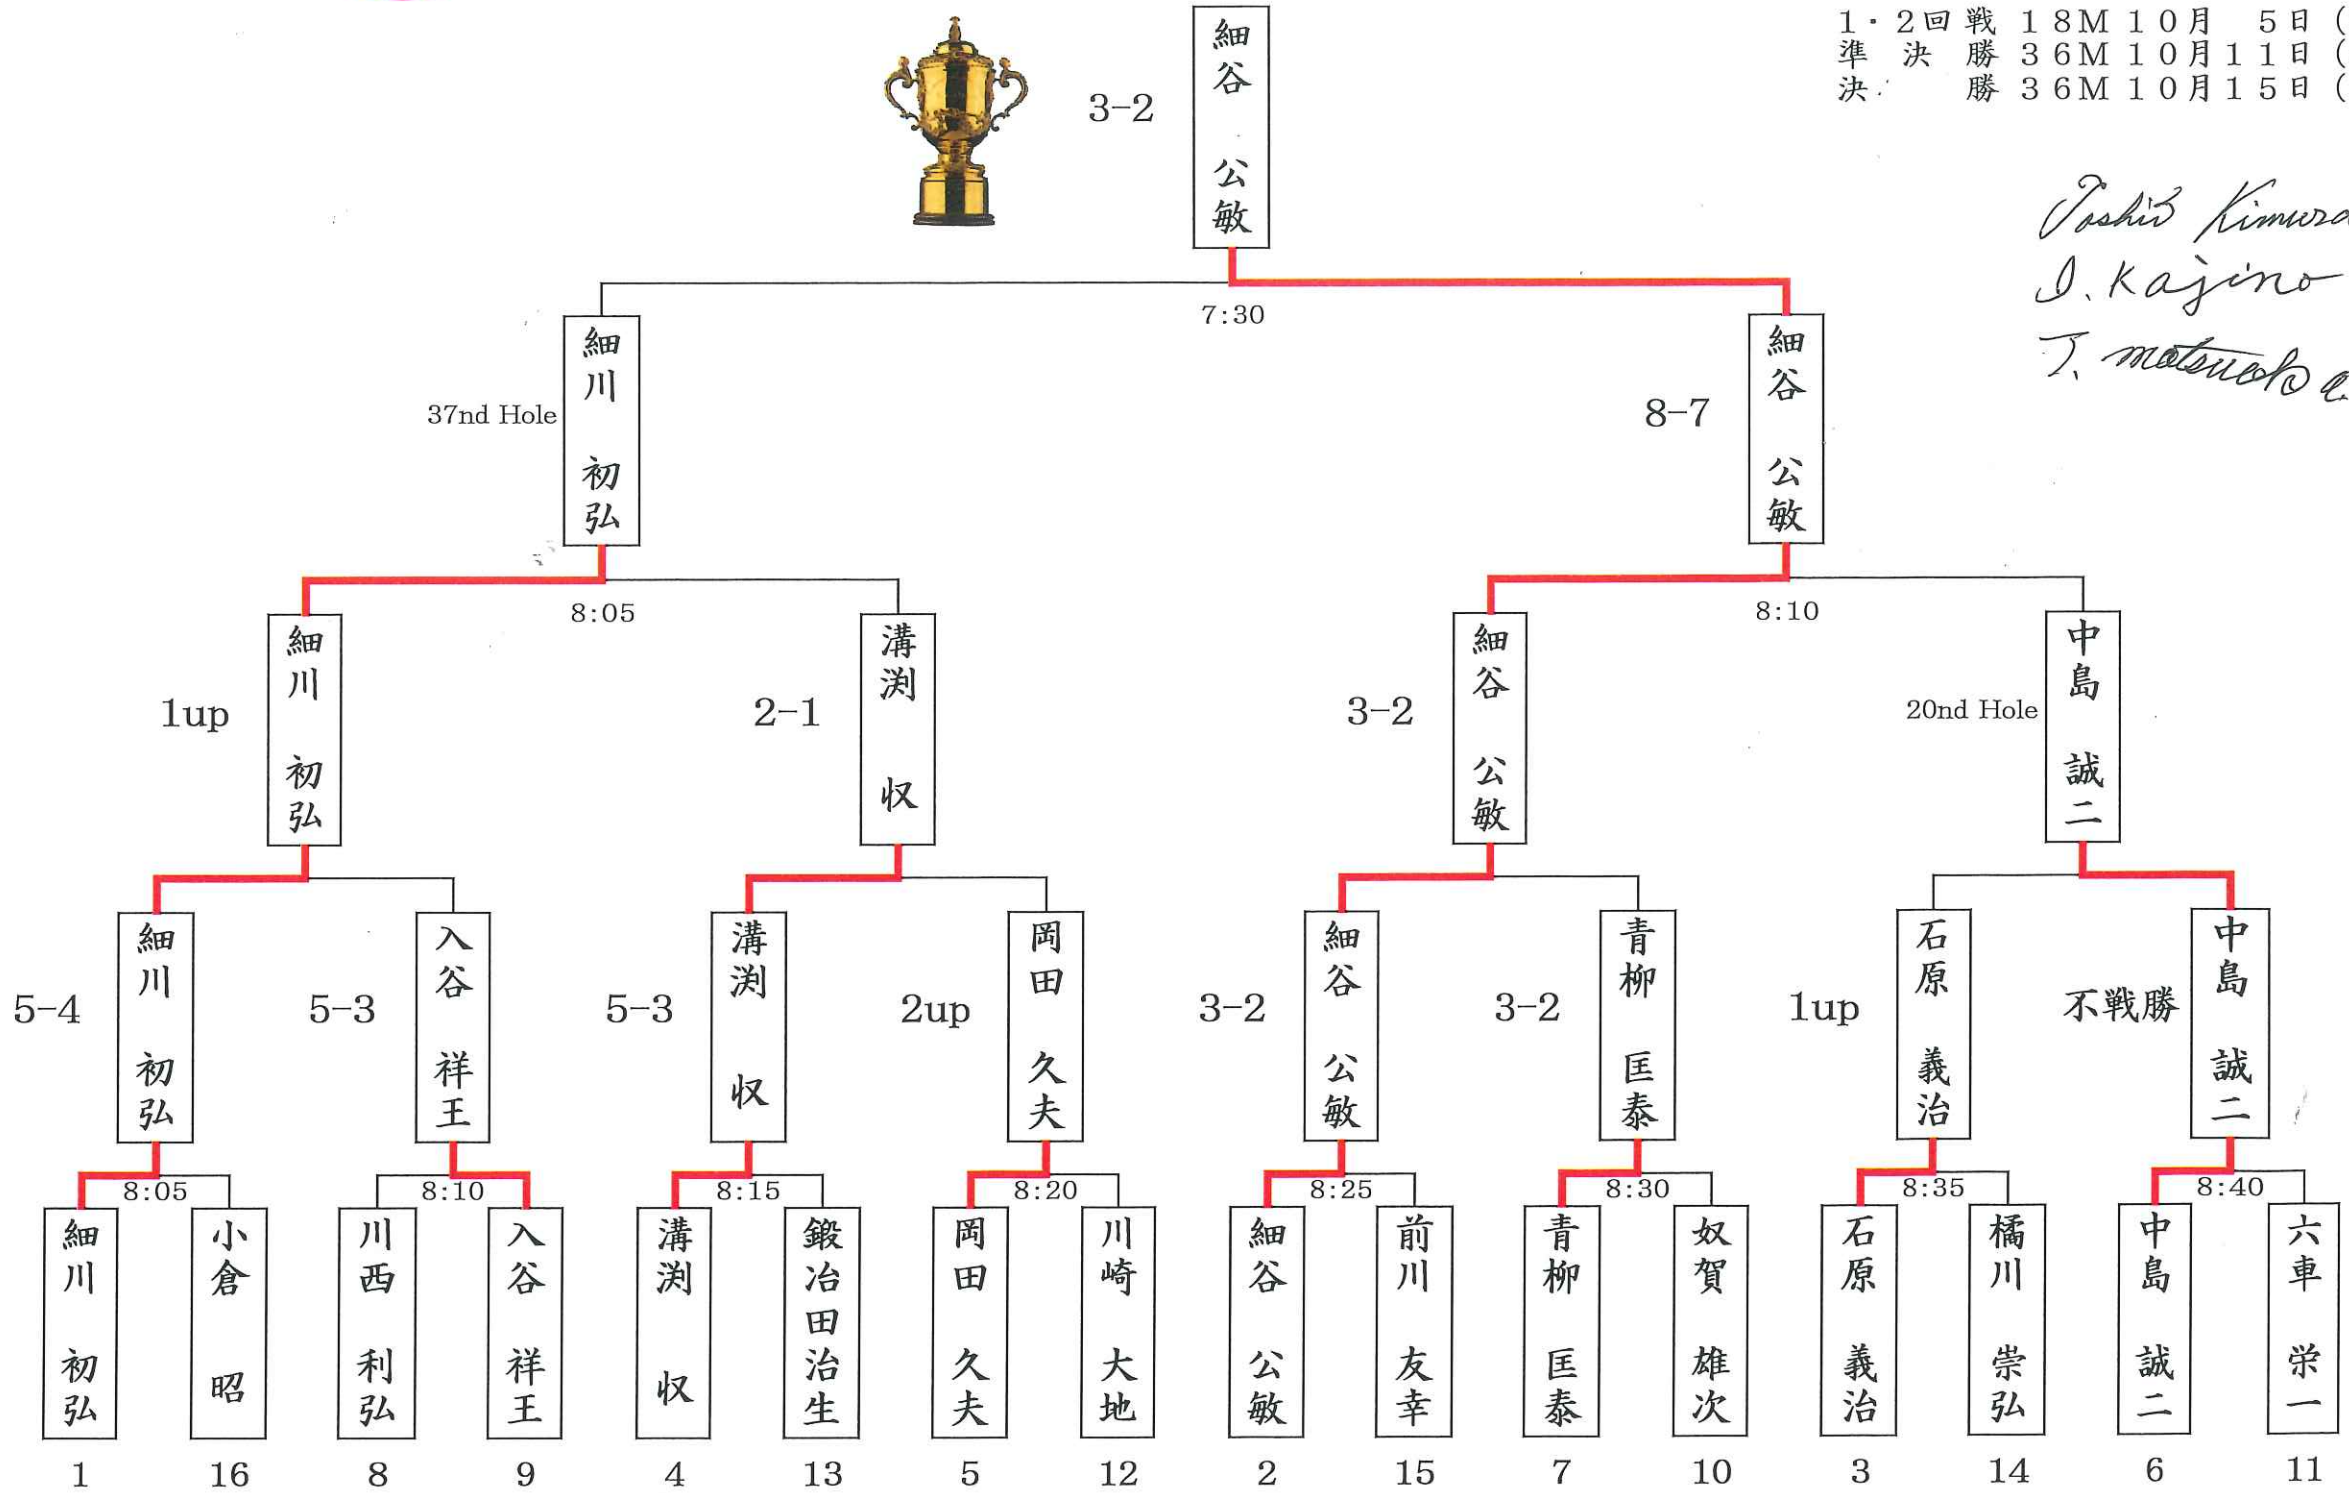 1・2回戦 18M 10月 5日(
準決勝 36M 10月11日(
決勝 36M 10月15日(
細谷 公敏
3-2
Toshio Kimura
I. Kajino
T. matsuoka
7:30
細川 初弘
37nd Hole
細谷 公敏
8-7
8:05
8:10
細川 初弘
1up
溝渕 収
2-1
細谷 公敏
3-2
中島 誠二
20nd Hole
5-4
細川 初弘
5-3
入谷 祥王
5-3
溝渕 収
2up
岡田 久夫
3-2
細谷 公敏
3-2
青柳 匡泰
1up
石原 義治
不戦勝
中島 誠二
8:05
8:10
8:15
8:20
8:25
8:30
8:35
8:40
細川 初弘
小倉 昭
川西 利弘
入谷 祥王
溝渕 収
鍛冶田治生
岡田 久夫
川崎 大地
細谷 公敏
前川 友幸
青柳 匡泰
奴賀 雄次
石原 義治
橘川 崇弘
中島 誠二
六車 栄一
1 16 8 9 4 13 5 12 2 15 7 10 3 14 6 11